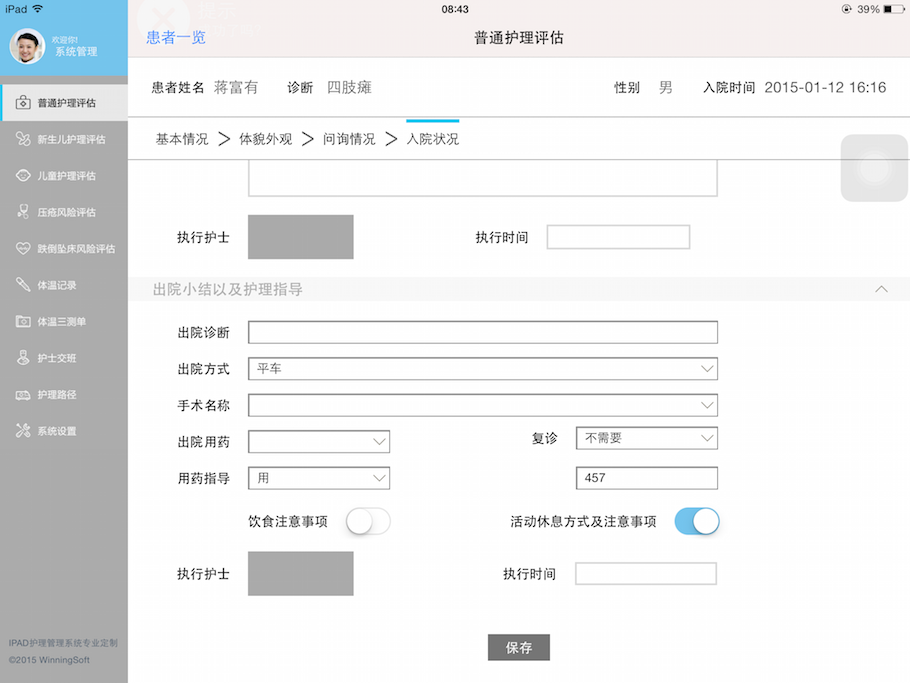 iPad 08:43 39%
欢迎你!
系统管理
患者一览 普通护理评估
患者姓名 蒋富有 诊断 四肢瘫 性别 男 入院时间 2015-01-12 16:16
普通护理评估
新生儿护理评估
儿童护理评估
压疮风险评估
跌倒坠床风险评估
体温记录
体温三测单
护士交班
护理路径
系统设置
基本情况 体貌外观 问询情况 入院状况
执行护士 执行时间
出院小结以及护理指导
出院诊断
出院方式 平车
手术名称
出院用药 复诊 不需要
用药指导 用 457
饮食注意事项 活动休息方式及注意事项
执行护士 执行时间
保存
IPAD护理管理系统专业定制
©2015 WinningSoft